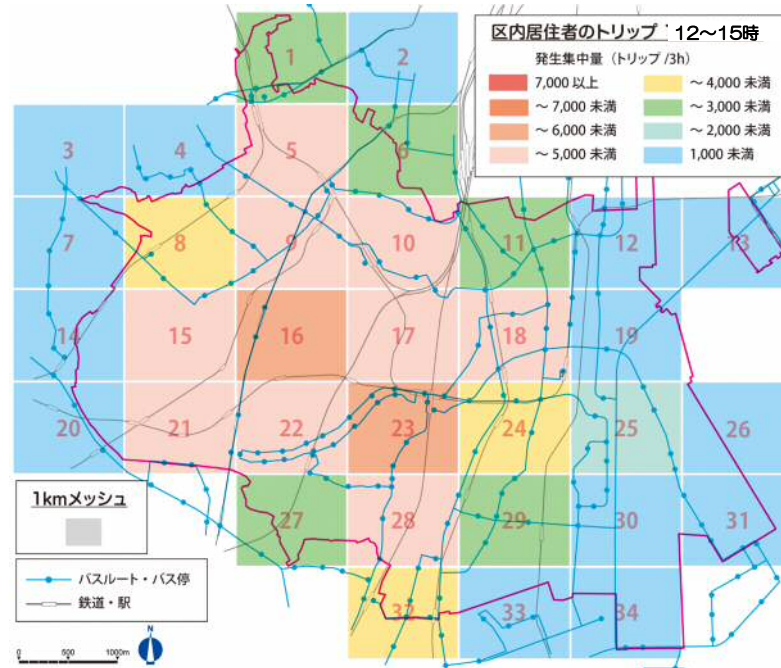 区内居住者のトリップ 12～15時
発生集中量（トリップ/3h）
7,000 以上
～7,000 未満
～6,000 未満
～5,000 未満
～4,000 未満
～3,000 未満
～2,000 未満
1,000 未満
1 2
3 4 5 6
7 8 9 10 11 12 13
14 15 16 17 18 19
20 21 22 23 24 25 26
27 28 29 30 31
32 33 34
1kmメッシュ
バスルート・バス停
鉄道・駅
0 500 1000m
N